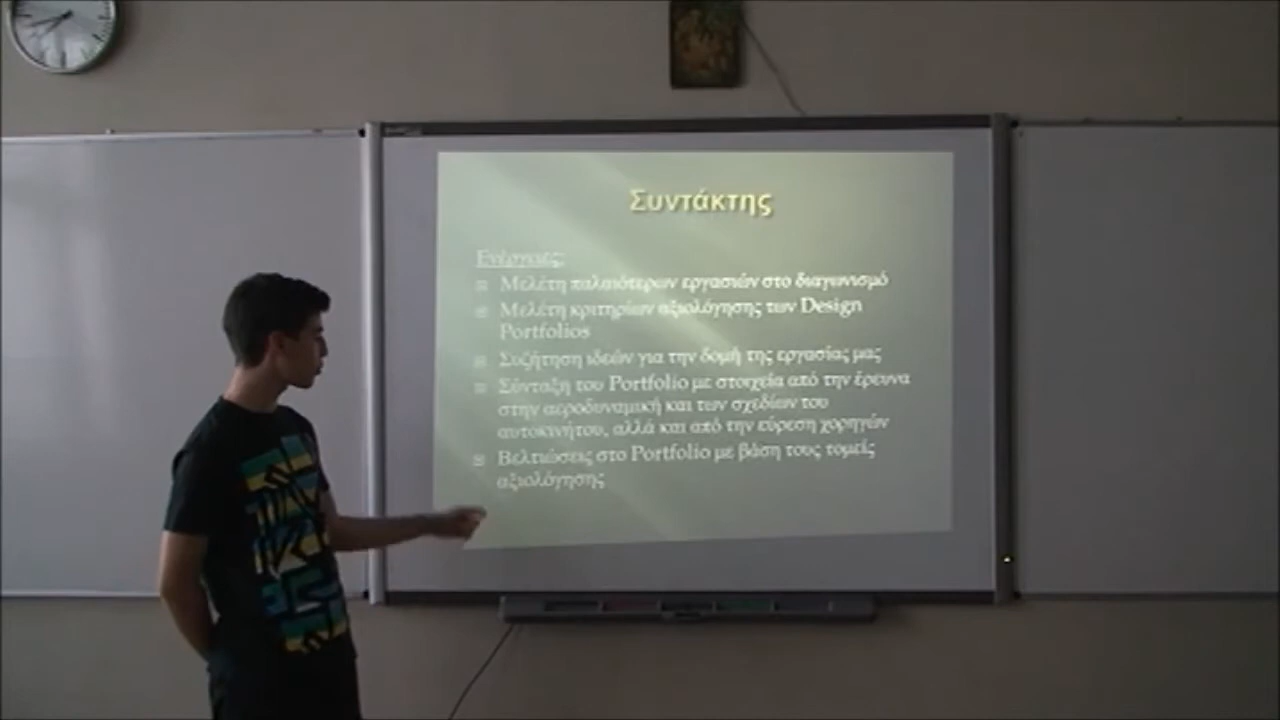 Συντάκτης
Ενέργειες:
Μελέτη παλαιότερων εργασιών στο διαγωνισμό
Μελέτη κριτηρίων αξιολόγησης των Design
Portfolios
Συζήτηση ιδεών για την δομή της εργασίας μας
Σύνταξη του Portfolio με στοιχεία από την έρευνα
στην αεροδυναμική και των σχεδίων του
αυτοκινήτου, αλλά και από την εύρεση χορηγών
Βελτιώσεις στο Portfolio με βάση τους τομείς
αξιολόγησης